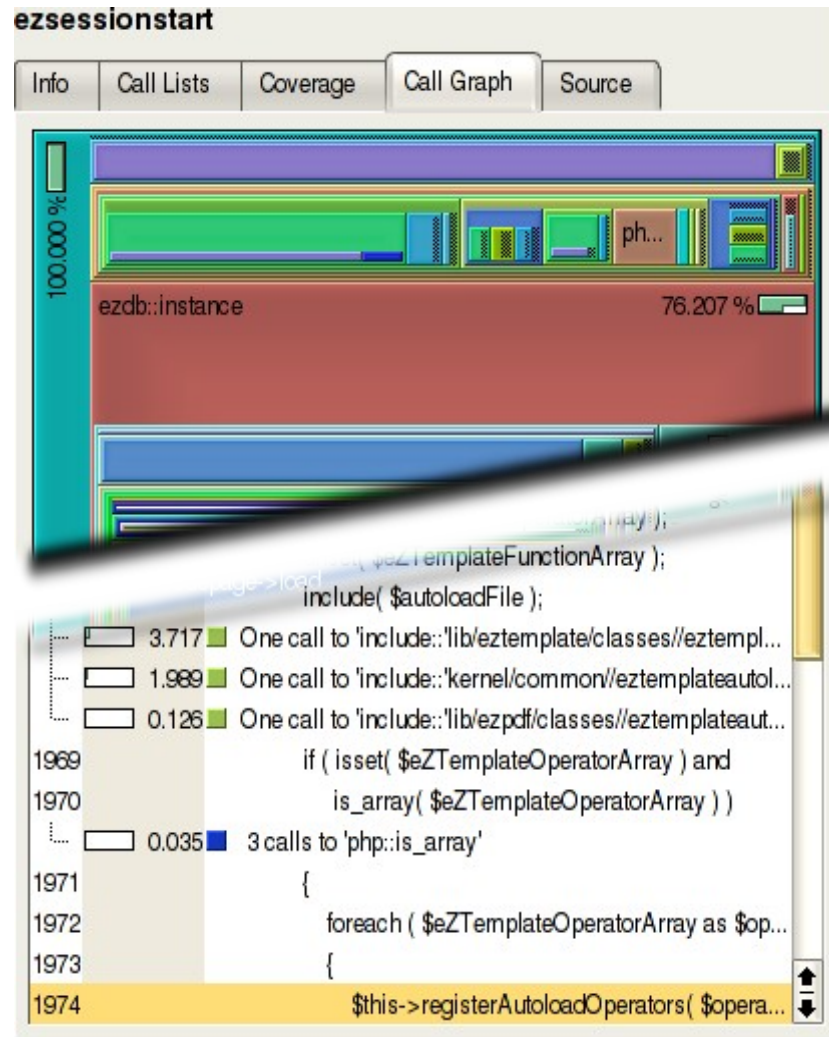 ezsessionstart
Info Call Lists Coverage Call Graph Source
100.000 %
ph...
ezdb::instance 76.207 %
page->load
$eZTemplateFunctionArray );
include( $autoloadFile );
3.717 One call to 'include::'lib/eztemplate/classes//eztempl...
1.989 One call to 'include::'kernel/common//eztemplateautol...
0.126 One call to 'include::'lib/ezpdf/classes//eztemplateaut...
1969 if ( isset( $eZTemplateOperatorArray ) and
1970 is_array( $eZTemplateOperatorArray ) )
0.035 3 calls to 'php::is_array'
1971 {
1972 foreach ( $eZTemplateOperatorArray as $op...
1973 {
1974 $this->registerAutoloadOperators( $opera...